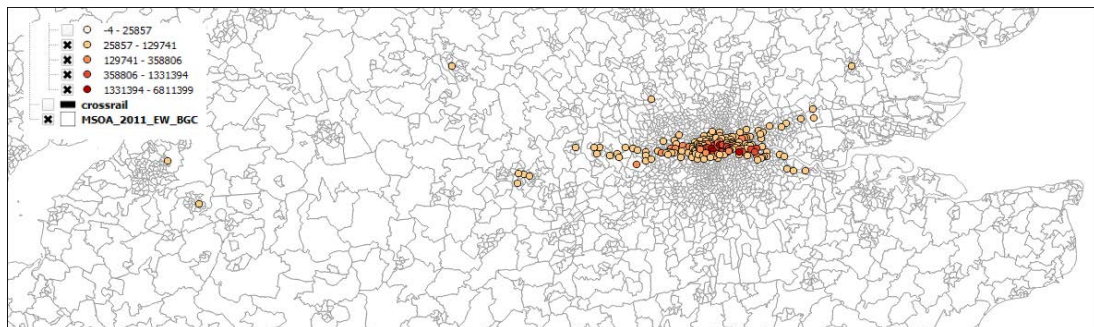 -4 - 25857
25857 - 129741
129741 - 358806
358806 - 1331394
1331394 - 6811399
crossrail
MSOA_2011_EW_BGC